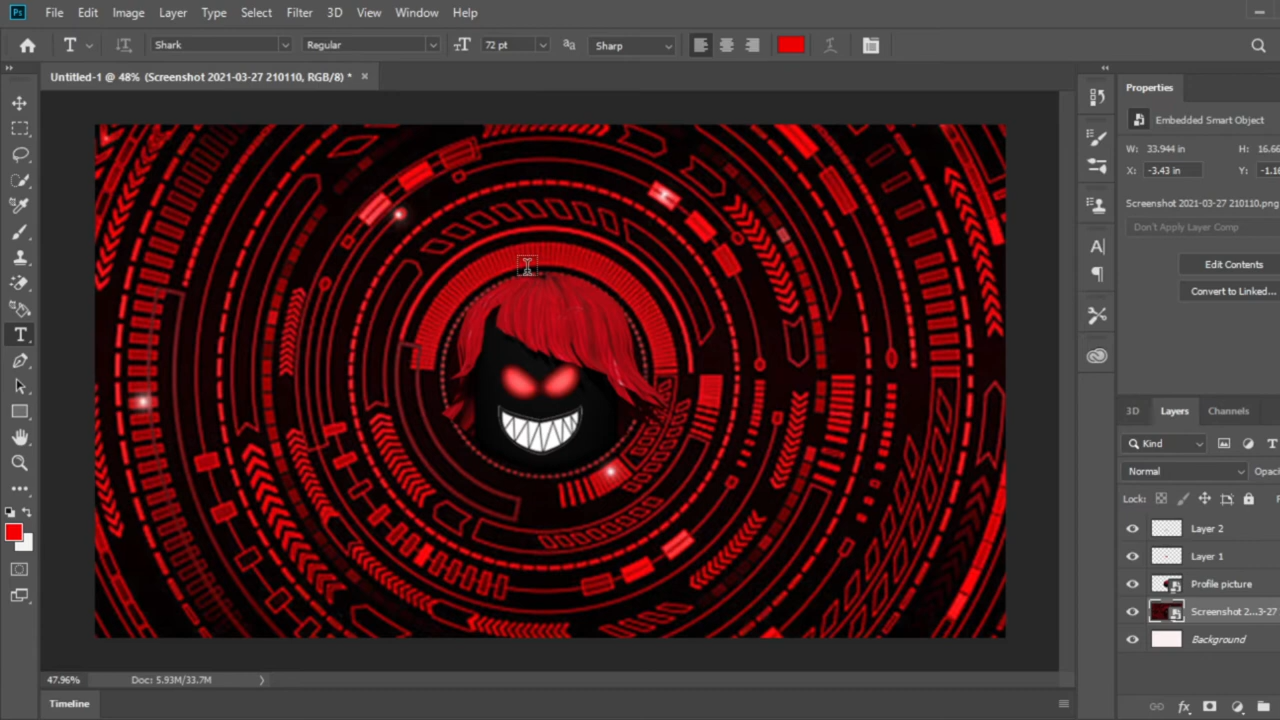 Ps File Edit Image Layer Type Select Filter 3D View Window Help
T Shark Regular 72 pt Sharp
Untitled-1 @ 48% (Screenshot 2021-03-27 210110, RGB/8) * ×
Properties
Embedded Smart Object
W: 33.944 in H: 16.66
X: -3.43 in Y: -1.16
Screenshot 2021-03-27 210110.png
Don't Apply Layer Comp
Edit Contents
Convert to Linked...
3D Layers Channels
Kind
Normal Opac
Lock:
Layer 2
Layer 1
Profile picture
Screenshot 2...3-27
Background
fx
47.96% Doc: 5.93M/33.7M
Timeline